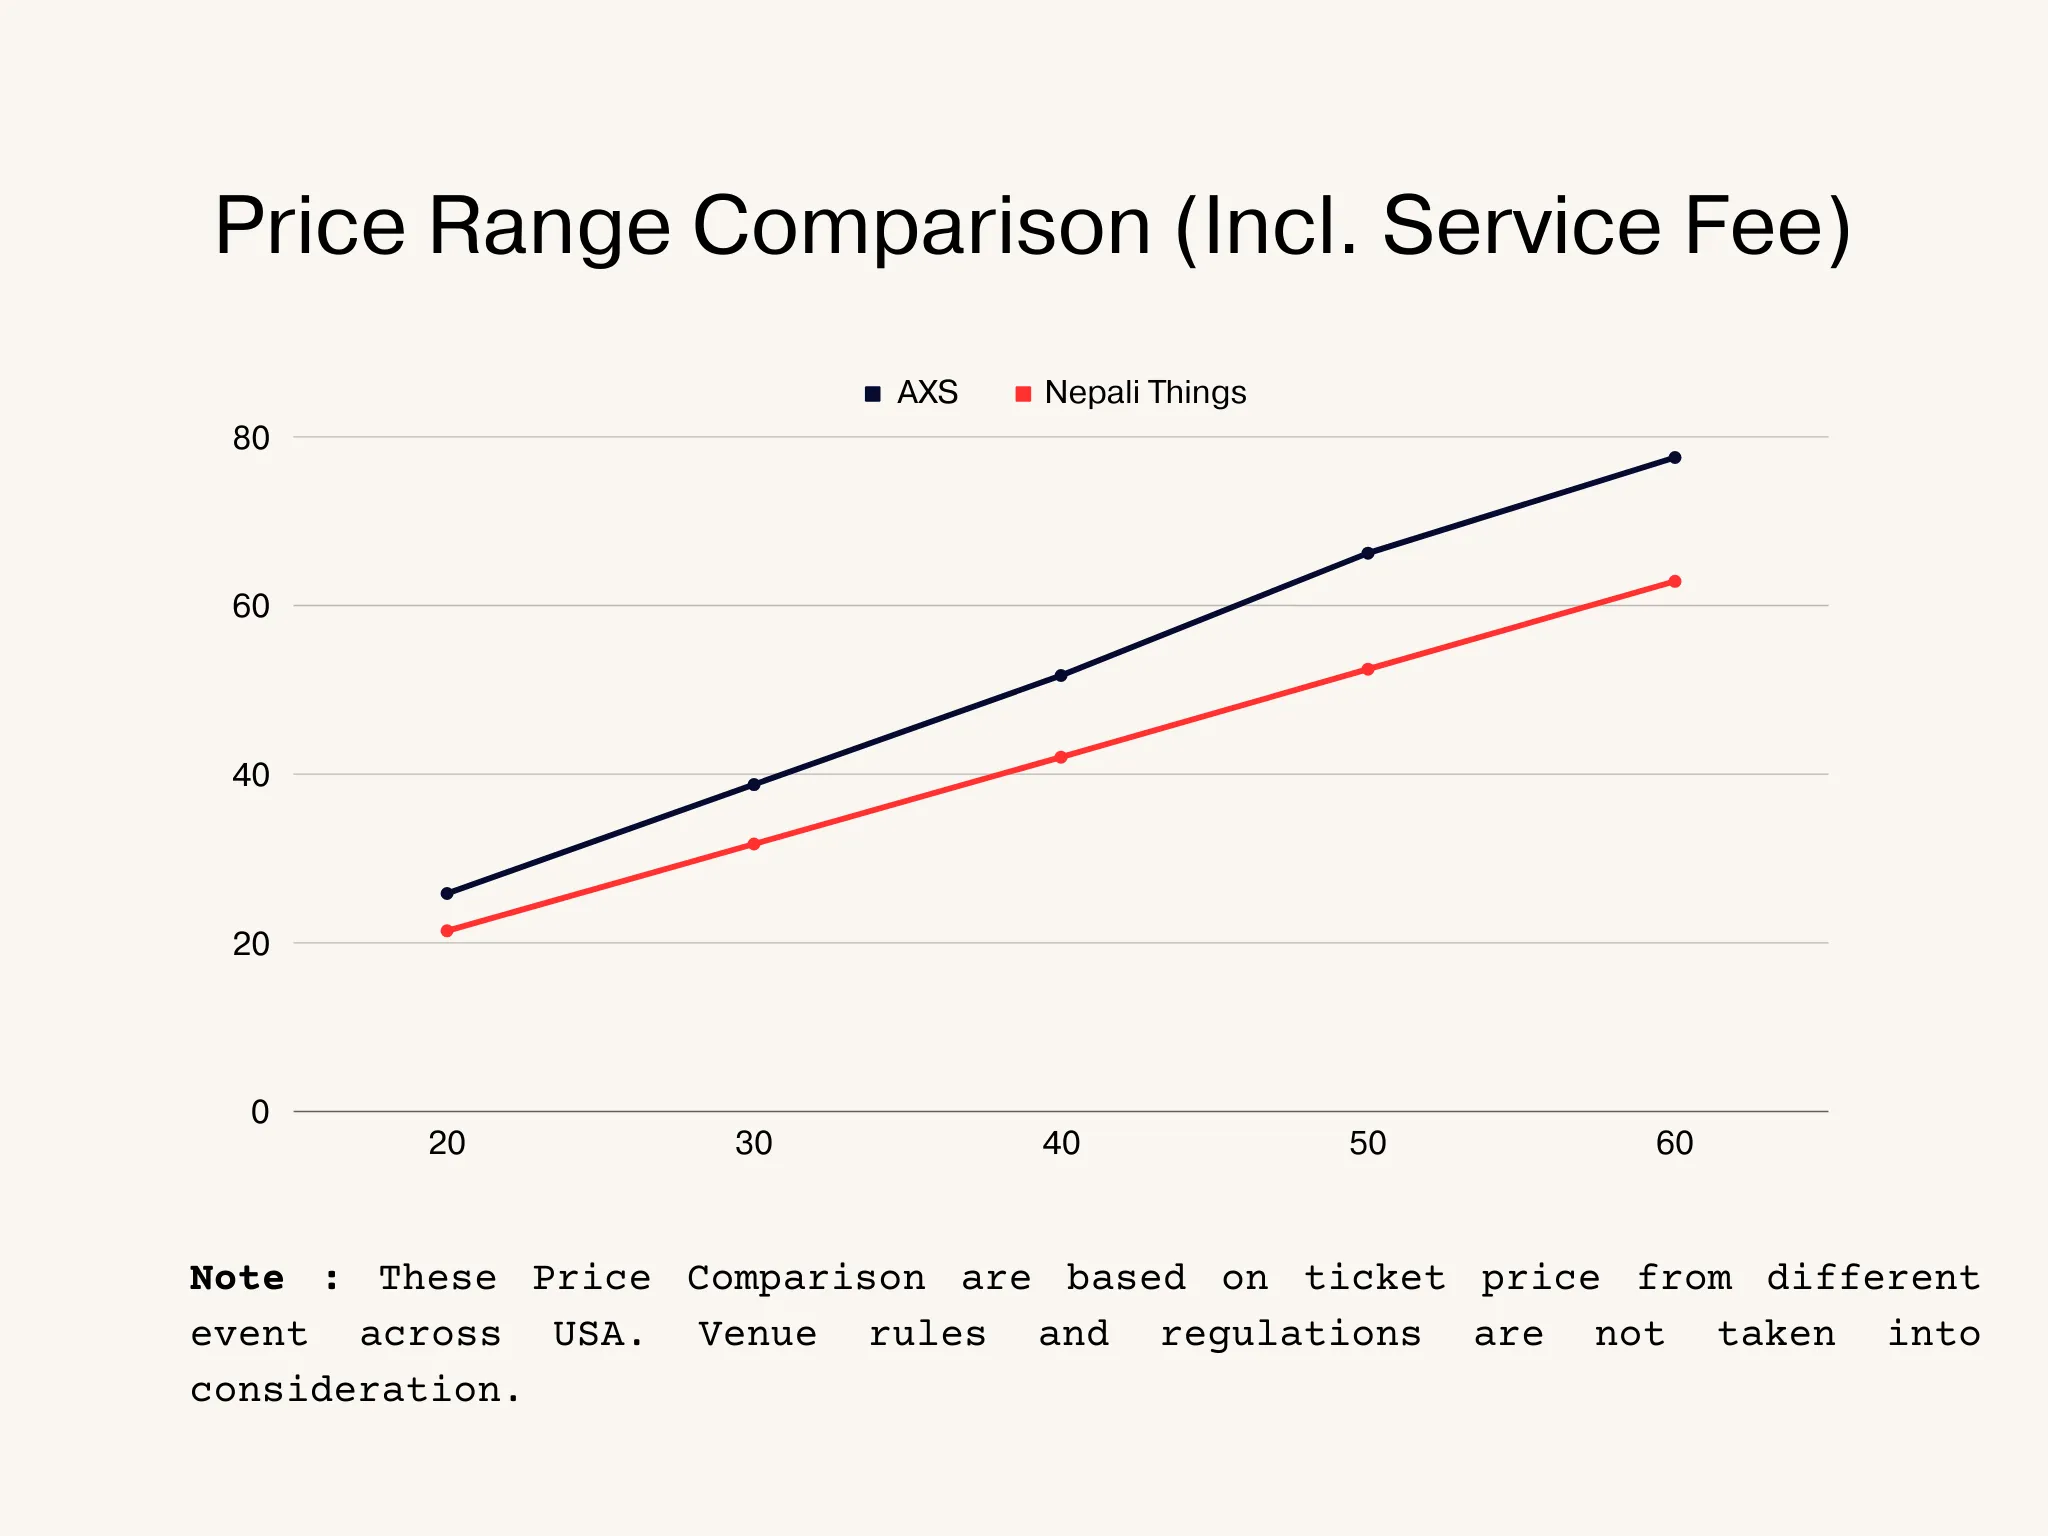 Price Range Comparison (Incl. Service Fee)
AXS Nepali Things
80
60
40
20
0
20 30 40 50 60
Note : These Price Comparison are based on ticket price from different
event across USA. Venue rules and regulations are not taken into
consideration.